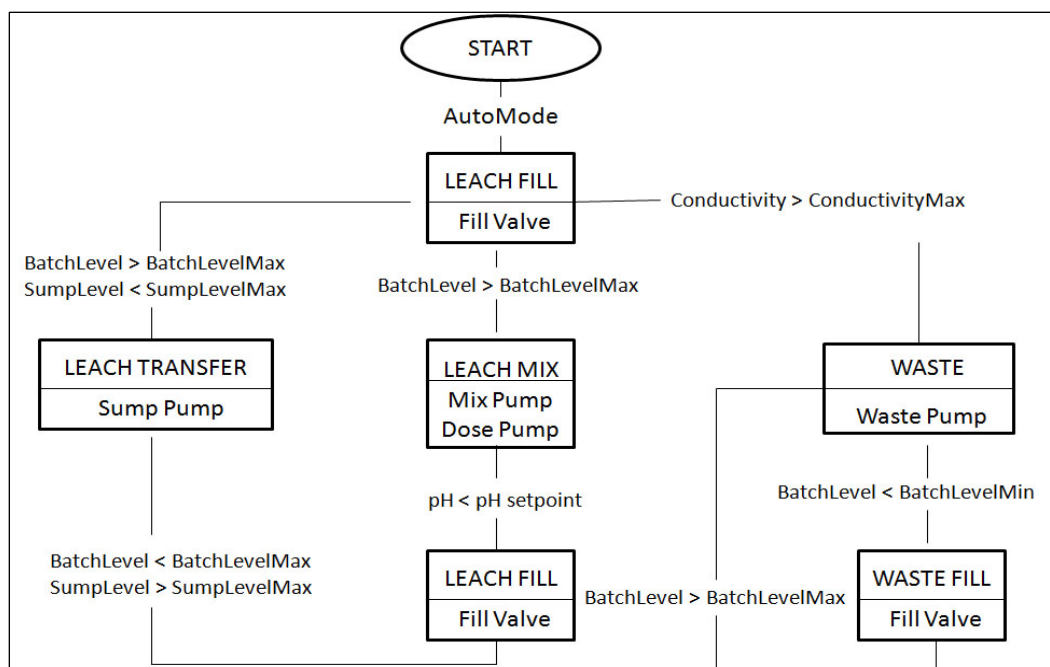 START
AutoMode
LEACH FILL
Fill Valve
Conductivity > ConductivityMax
BatchLevel > BatchLevelMax
SumpLevel < SumpLevelMax
BatchLevel > BatchLevelMax
LEACH TRANSFER
Sump Pump
LEACH MIX
Mix Pump
Dose Pump
WASTE
Waste Pump
pH < pH setpoint
BatchLevel < BatchLevelMin
BatchLevel < BatchLevelMax
SumpLevel > SumpLevelMax
LEACH FILL
Fill Valve
BatchLevel > BatchLevelMax
WASTE FILL
Fill Valve